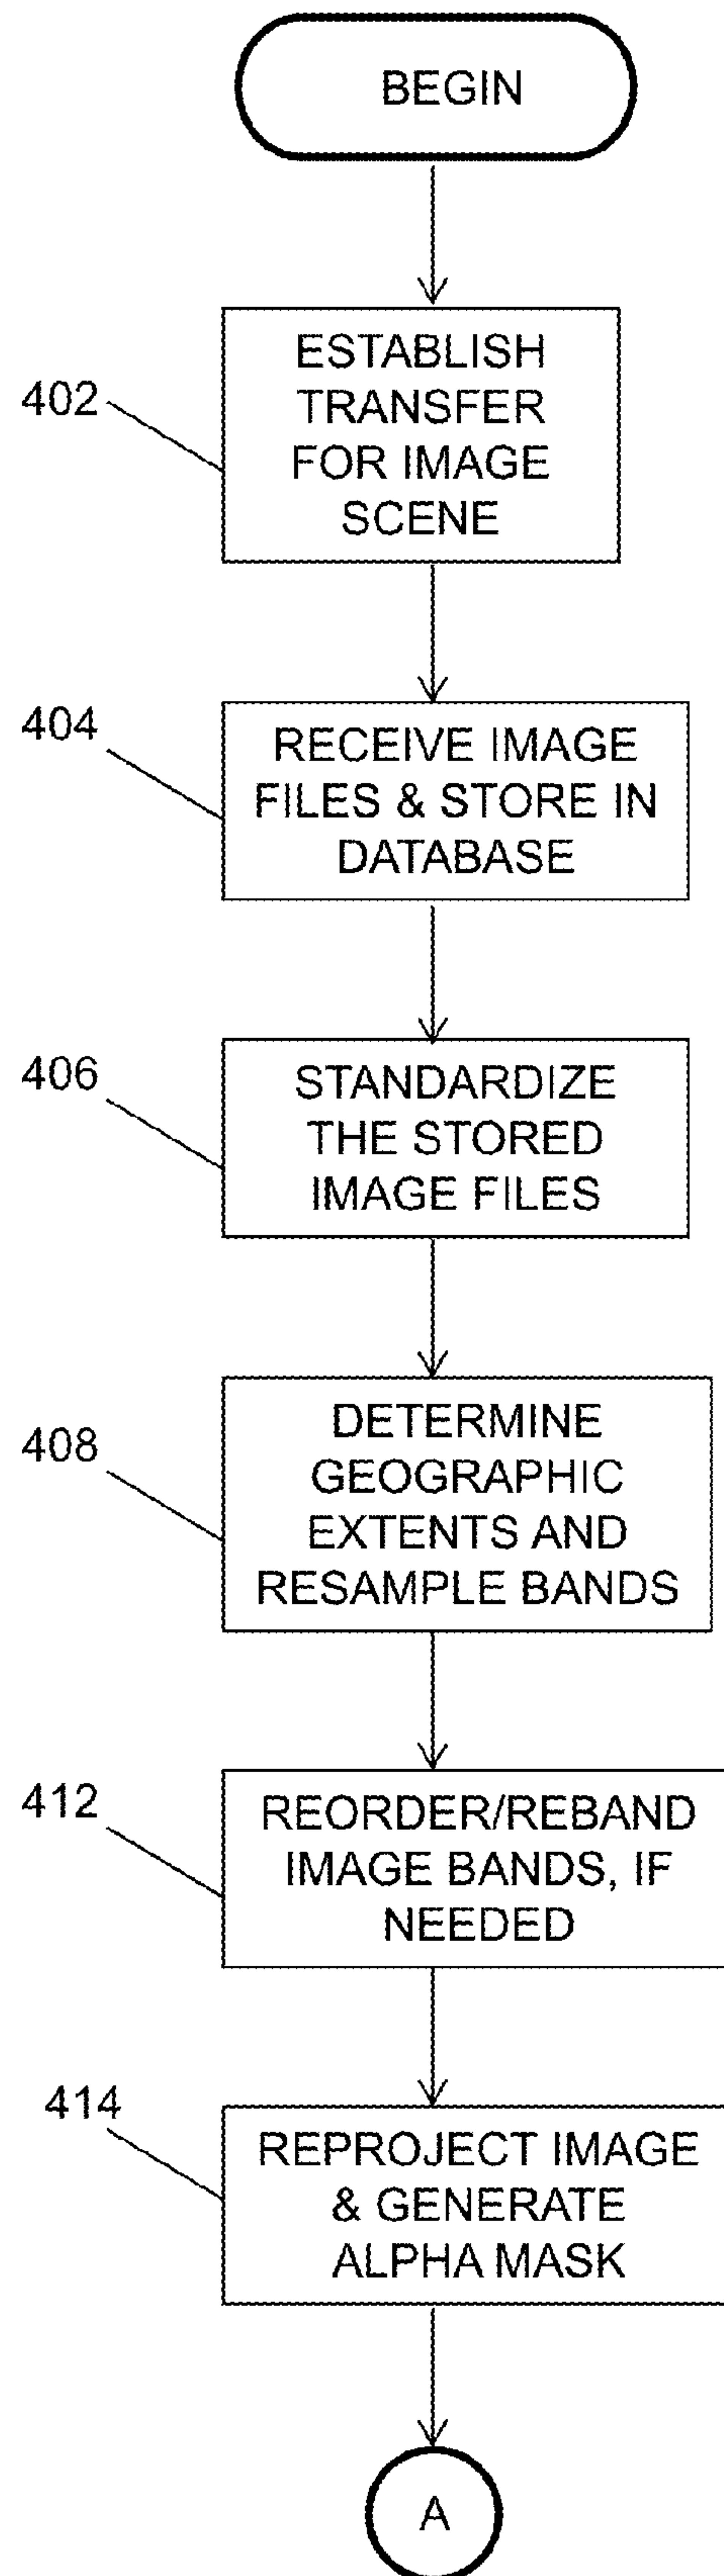 BEGIN
402
ESTABLISH
TRANSFER
FOR IMAGE
SCENE
404
RECEIVE IMAGE
FILES & STORE IN
DATABASE
406
STANDARDIZE
THE STORED
IMAGE FILES
408
DETERMINE
GEOGRAPHIC
EXTENTS AND
RESAMPLE BANDS
412
REORDER/REBAND
IMAGE BANDS, IF
NEEDED
414
REPROJECT IMAGE
& GENERATE
ALPHA MASK
A